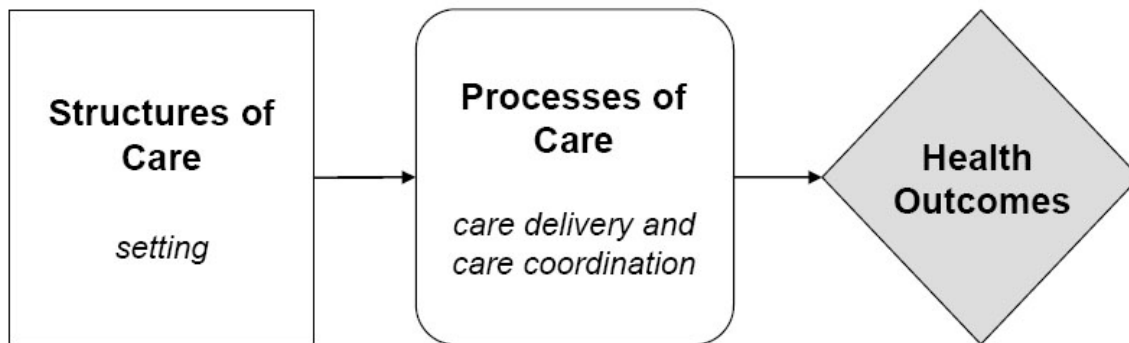 Structures of
Care
setting
Processes of
Care
care delivery and
care coordination
Health
Outcomes